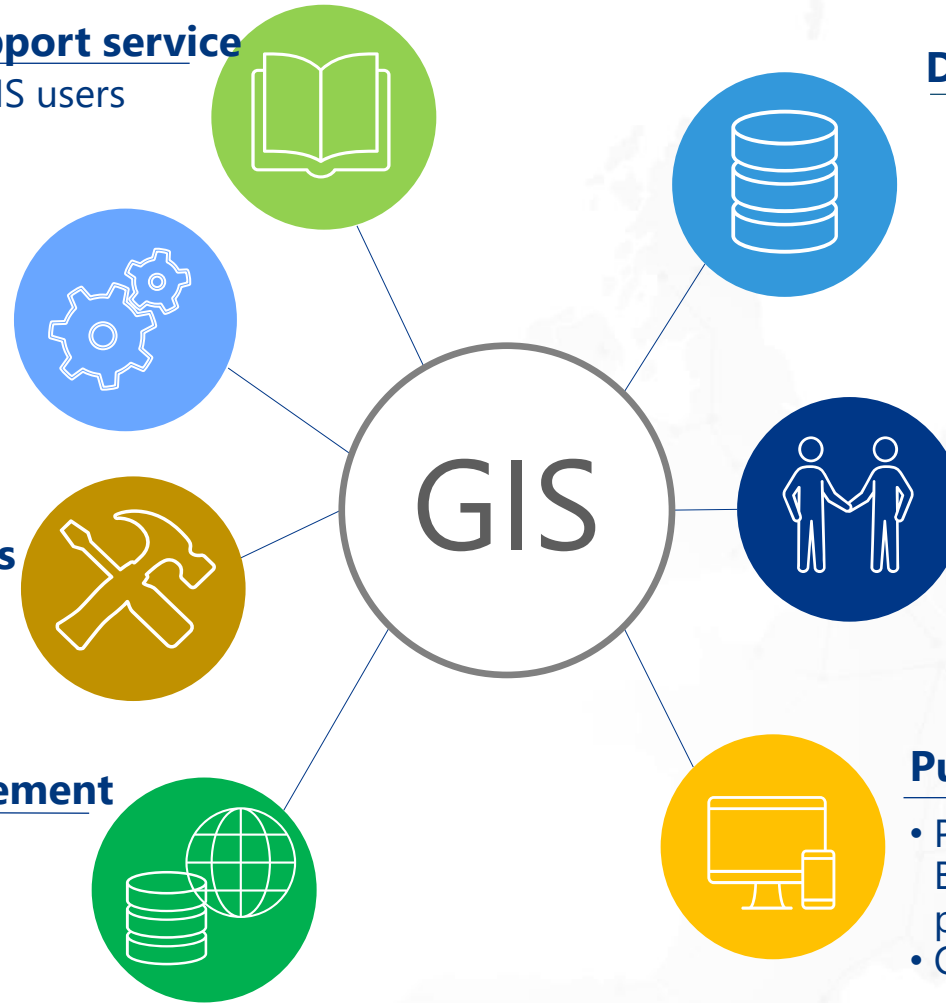 pport service
IS users
D
GIS
s
ement
Pu
• P
E
p
•